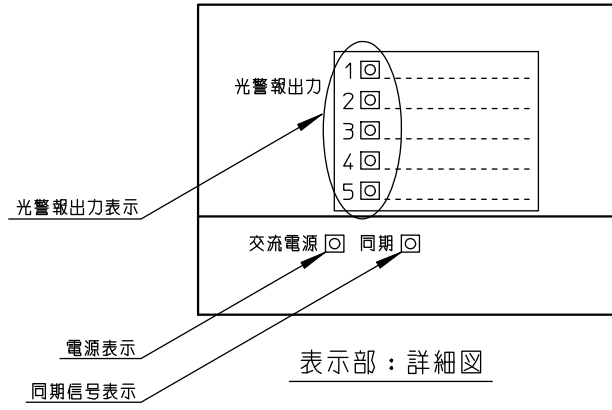 光警報出力
1
2
3
4
5
光警報出力表示
交流電源 同期
電源表示
表示部：詳細図
同期信号表示